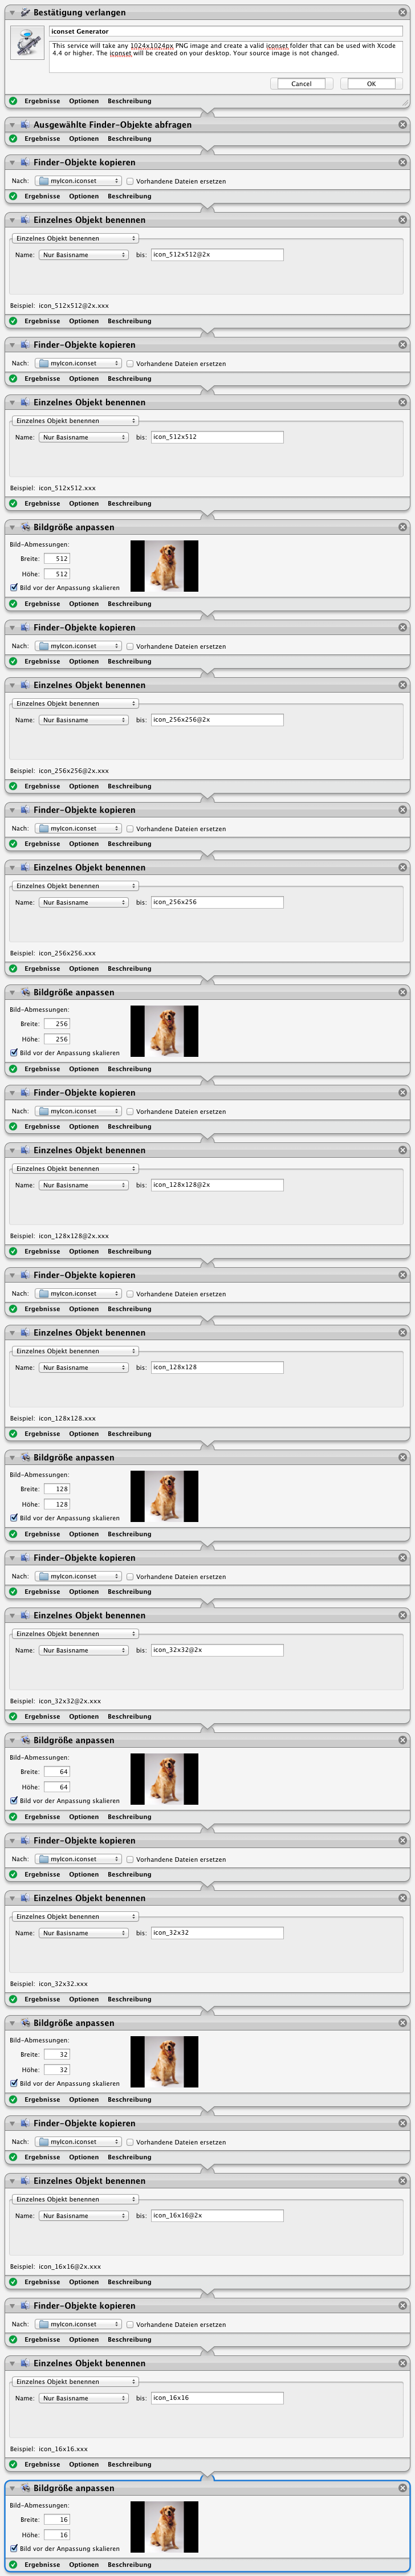 Bestätigung verlangen
iconset Generator
This service will take any 1024x1024px PNG image and create a valid iconset folder that can be used with Xcode
4.4 or higher. The iconset will be created on your desktop. Your source image is not changed.
Cancel OK
Ergebnisse Optionen Beschreibung
Ausgewählte Finder-Objekte abfragen
Ergebnisse Optionen Beschreibung
Finder-Objekte kopieren
Nach: myIcon.iconset Vorhandene Dateien ersetzen
Ergebnisse Optionen Beschreibung
Einzelnes Objekt benennen
Einzelnes Objekt benennen
Name: Nur Basisname bis: icon_512x512@2x
Beispiel: icon_512x512@2x.xxx
Ergebnisse Optionen Beschreibung
Finder-Objekte kopieren
Nach: myIcon.iconset Vorhandene Dateien ersetzen
Ergebnisse Optionen Beschreibung
Einzelnes Objekt benennen
Einzelnes Objekt benennen
Name: Nur Basisname bis: icon_512x512
Beispiel: icon_512x512.xxx
Ergebnisse Optionen Beschreibung
Bildgröße anpassen
Bild-Abmessungen:
Breite: 512
Höhe: 512
Bild vor der Anpassung skalieren
Ergebnisse Optionen Beschreibung
Finder-Objekte kopieren
Nach: myIcon.iconset Vorhandene Dateien ersetzen
Ergebnisse Optionen Beschreibung
Einzelnes Objekt benennen
Einzelnes Objekt benennen
Name: Nur Basisname bis: icon_256x256@2x
Beispiel: icon_256x256@2x.xxx
Ergebnisse Optionen Beschreibung
Finder-Objekte kopieren
Nach: myIcon.iconset Vorhandene Dateien ersetzen
Ergebnisse Optionen Beschreibung
Einzelnes Objekt benennen
Einzelnes Objekt benennen
Name: Nur Basisname bis: icon_256x256
Beispiel: icon_256x256.xxx
Ergebnisse Optionen Beschreibung
Bildgröße anpassen
Bild-Abmessungen:
Breite: 256
Höhe: 256
Bild vor der Anpassung skalieren
Ergebnisse Optionen Beschreibung
Finder-Objekte kopieren
Nach: myIcon.iconset Vorhandene Dateien ersetzen
Ergebnisse Optionen Beschreibung
Einzelnes Objekt benennen
Einzelnes Objekt benennen
Name: Nur Basisname bis: icon_128x128@2x
Beispiel: icon_128x128@2x.xxx
Ergebnisse Optionen Beschreibung
Finder-Objekte kopieren
Nach: myIcon.iconset Vorhandene Dateien ersetzen
Ergebnisse Optionen Beschreibung
Einzelnes Objekt benennen
Einzelnes Objekt benennen
Name: Nur Basisname bis: icon_128x128
Beispiel: icon_128x128.xxx
Ergebnisse Optionen Beschreibung
Bildgröße anpassen
Bild-Abmessungen:
Breite: 128
Höhe: 128
Bild vor der Anpassung skalieren
Ergebnisse Optionen Beschreibung
Finder-Objekte kopieren
Nach: myIcon.iconset Vorhandene Dateien ersetzen
Ergebnisse Optionen Beschreibung
Einzelnes Objekt benennen
Einzelnes Objekt benennen
Name: Nur Basisname bis: icon_32x32@2x
Beispiel: icon_32x32@2x.xxx
Ergebnisse Optionen Beschreibung
Bildgröße anpassen
Bild-Abmessungen:
Breite: 64
Höhe: 64
Bild vor der Anpassung skalieren
Ergebnisse Optionen Beschreibung
Finder-Objekte kopieren
Nach: myIcon.iconset Vorhandene Dateien ersetzen
Ergebnisse Optionen Beschreibung
Einzelnes Objekt benennen
Einzelnes Objekt benennen
Name: Nur Basisname bis: icon_32x32
Beispiel: icon_32x32.xxx
Ergebnisse Optionen Beschreibung
Bildgröße anpassen
Bild-Abmessungen:
Breite: 32
Höhe: 32
Bild vor der Anpassung skalieren
Ergebnisse Optionen Beschreibung
Finder-Objekte kopieren
Nach: myIcon.iconset Vorhandene Dateien ersetzen
Ergebnisse Optionen Beschreibung
Einzelnes Objekt benennen
Einzelnes Objekt benennen
Name: Nur Basisname bis: icon_16x16@2x
Beispiel: icon_16x16@2x.xxx
Ergebnisse Optionen Beschreibung
Finder-Objekte kopieren
Nach: myIcon.iconset Vorhandene Dateien ersetzen
Ergebnisse Optionen Beschreibung
Einzelnes Objekt benennen
Einzelnes Objekt benennen
Name: Nur Basisname bis: icon_16x16
Beispiel: icon_16x16.xxx
Ergebnisse Optionen Beschreibung
Bildgröße anpassen
Bild-Abmessungen:
Breite: 16
Höhe: 16
Bild vor der Anpassung skalieren
Ergebnisse Optionen Beschreibung